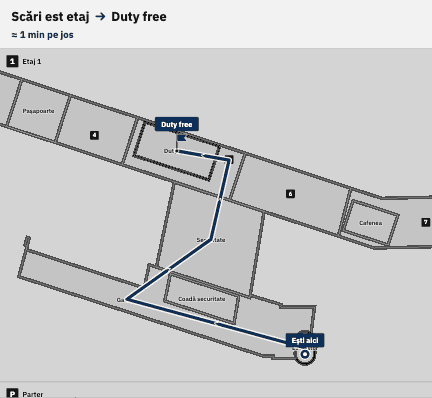 Scări est etaj → Duty free
≈ 1 min pe jos
1 Etaj 1
Pașapoarte
4
Duty free
6
Cafenea
7
Coadă securitate
Ești aici
P Parter